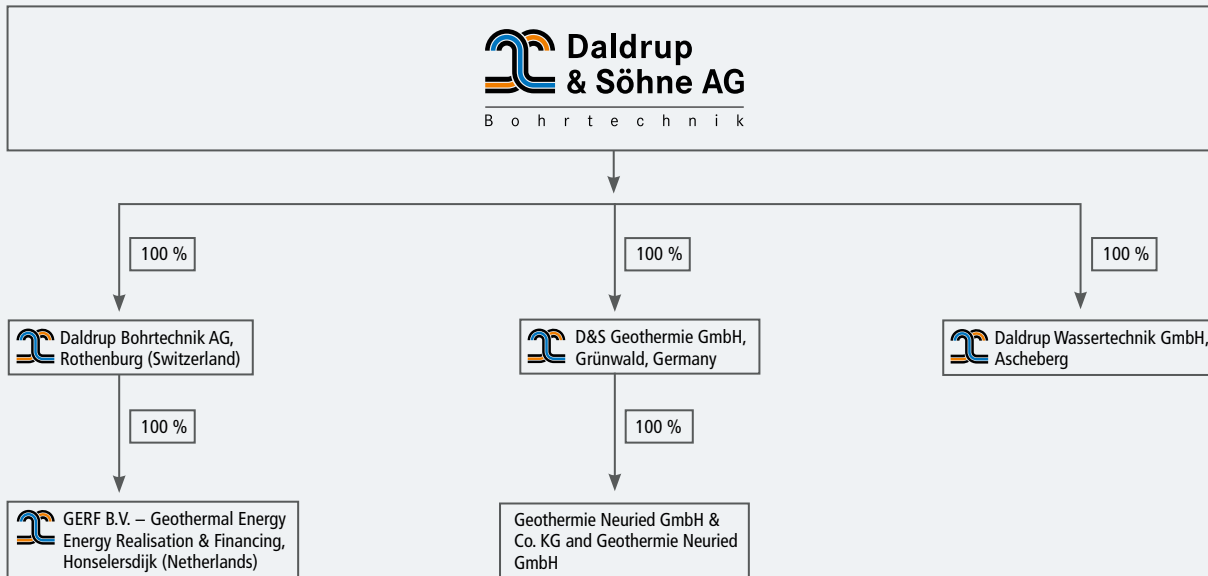 Daldrup
& Söhne AG
Bohrtechnik
100 %
100 %
100 %
Daldrup Bohrtechnik AG,
Rothenburg (Switzerland)
D&S Geothermie GmbH,
Grünwald, Germany
Daldrup Wassertechnik GmbH,
Ascheberg
100 %
100 %
GERF B.V. – Geothermal Energy
Energy Realisation & Financing,
Honselersdijk (Netherlands)
Geothermie Neuried GmbH &
Co. KG and Geothermie Neuried
GmbH